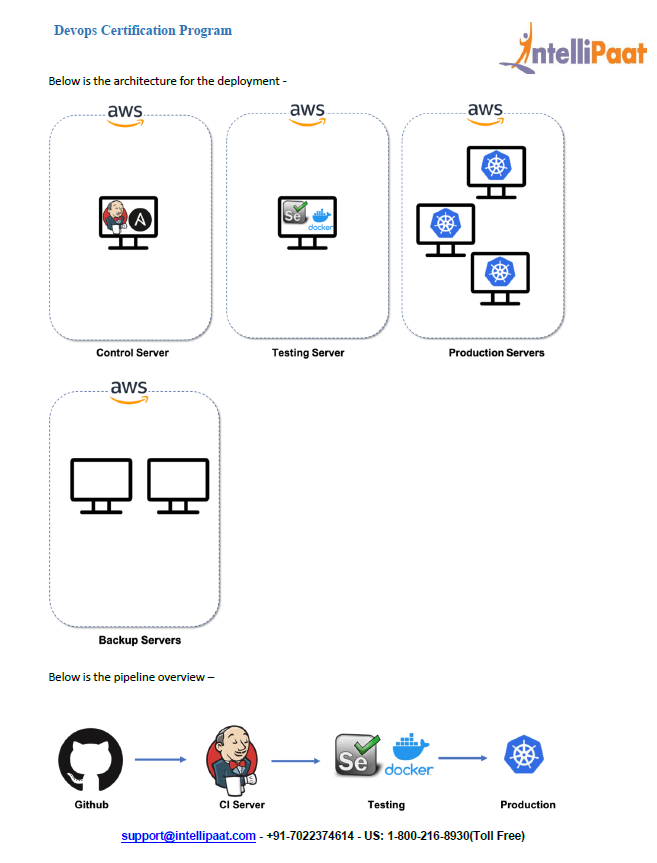 Devops Certification Program
IntelliPaat
Below is the architecture for the deployment -
aws
aws
aws
Se
docker
Control Server
Testing Server
Production Servers
aws
Backup Servers
Below is the pipeline overview –
Se
docker
Github
CI Server
Testing
Production
support@intellipaat.com - +91-7022374614 - US: 1-800-216-8930(Toll Free)